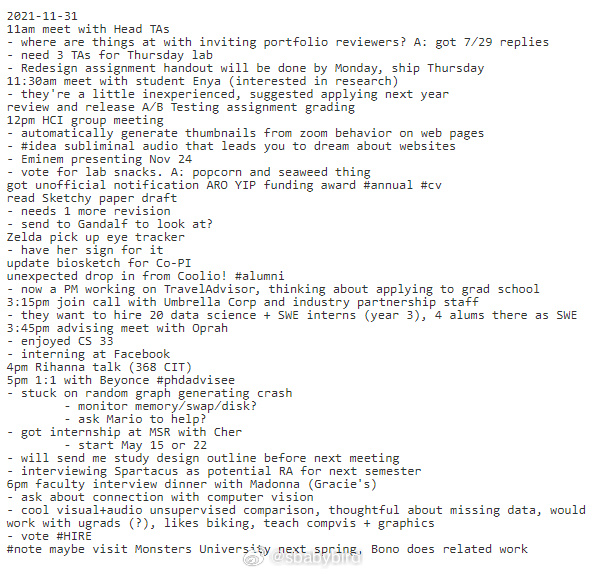 2021-11-31
11am meet with Head TAs
- where are things at with inviting portfolio reviewers? A: got 7/29 replies
- need 3 TAs for Thursday lab
- Redesign assignment handout will be done by Monday, ship Thursday
11:30am meet with student Enya (interested in research)
- they're a little inexperienced, suggested applying next year
review and release A/B Testing assignment grading
12pm HCI group meeting
- automatically generate thumbnails from zoom behavior on web pages
- #idea subliminal audio that leads you to dream about websites
- Eminem presenting Nov 24
- vote for lab snacks. A: popcorn and seaweed thing
got unofficial notification ARO YIP funding award #annual #cv
read Sketchy paper draft
- needs 1 more revision
- send to Gandalf to look at?
Zelda pick up eye tracker
- have her sign for it
update biosketch for Co-PI
unexpected drop in from Coolio! #alumni
- now a PM working on TravelAdvisor, thinking about applying to grad school
3:15pm join call with Umbrella Corp and industry partnership staff
- they want to hire 20 data science + SWE interns (year 3), 4 alums there as SWE
3:45pm advising meet with Oprah
- enjoyed CS 33
- interning at Facebook
4pm Rihanna talk (368 CIT)
5pm 1:1 with Beyonce #phdadvisee
- stuck on random graph generating crash
- monitor memory/swap/disk?
- ask Mario to help?
- got internship at MSR with Cher
- start May 15 or 22
- will send me study design outline before next meeting
- interviewing Spartacus as potential RA for next semester
6pm faculty interview dinner with Madonna (Gracie's)
- ask about connection with computer vision
- cool visual+audio unsupervised comparison, thoughtful about missing data, would
work with ugrads (?), likes biking, teach compvis + graphics
- vote #HIRE
#note maybe visit Monsters University next spring, Bono does related work
@sbabybird